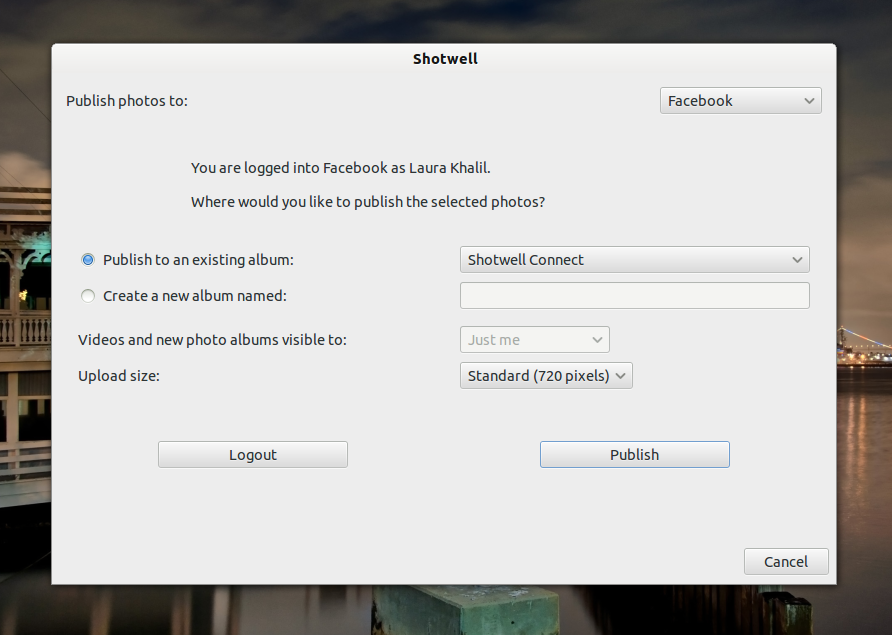 Shotwell
Publish photos to:
Facebook
You are logged into Facebook as Laura Khalil.
Where would you like to publish the selected photos?
Publish to an existing album:
Shotwell Connect
Create a new album named:
Videos and new photo albums visible to:
Just me
Upload size:
Standard (720 pixels)
Logout
Publish
Cancel